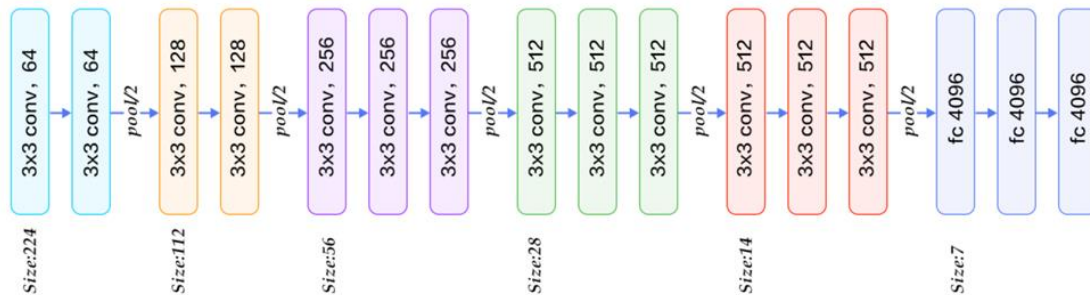 3x3 conv, 64
3x3 conv, 64
pool/2
3x3 conv, 128
3x3 conv, 128
pool/2
3x3 conv, 256
3x3 conv, 256
3x3 conv, 256
pool/2
3x3 conv, 512
3x3 conv, 512
3x3 conv, 512
pool/2
3x3 conv, 512
3x3 conv, 512
3x3 conv, 512
pool/2
fc 4096
fc 4096
fc 4096
Size:224
Size:112
Size:56
Size:28
Size:14
Size:7